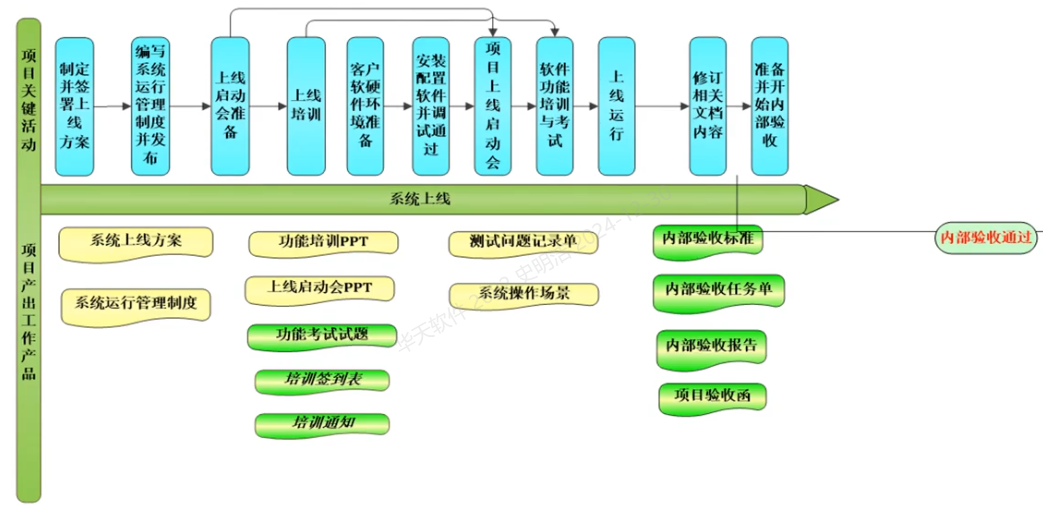 项目关键活动
制定并签署上线方案
编写系统运行管理制度并发布
上线启动会准备
上线培训
客户软硬件环境准备
安装配置软件并调试通过
项目上线启动会
软件功能培训与考试
上线运行
修订相关文档内容
准备并开始内部验收
系统上线
项目产出工作产品
系统上线方案
系统运行管理制度
功能培训PPT
上线启动会PPT
功能考试试题
培训签到表
培训通知
测试问题记录单
系统操作场景
内部验收标准
内部验收任务单
内部验收报告
项目验收函
内部验收通过